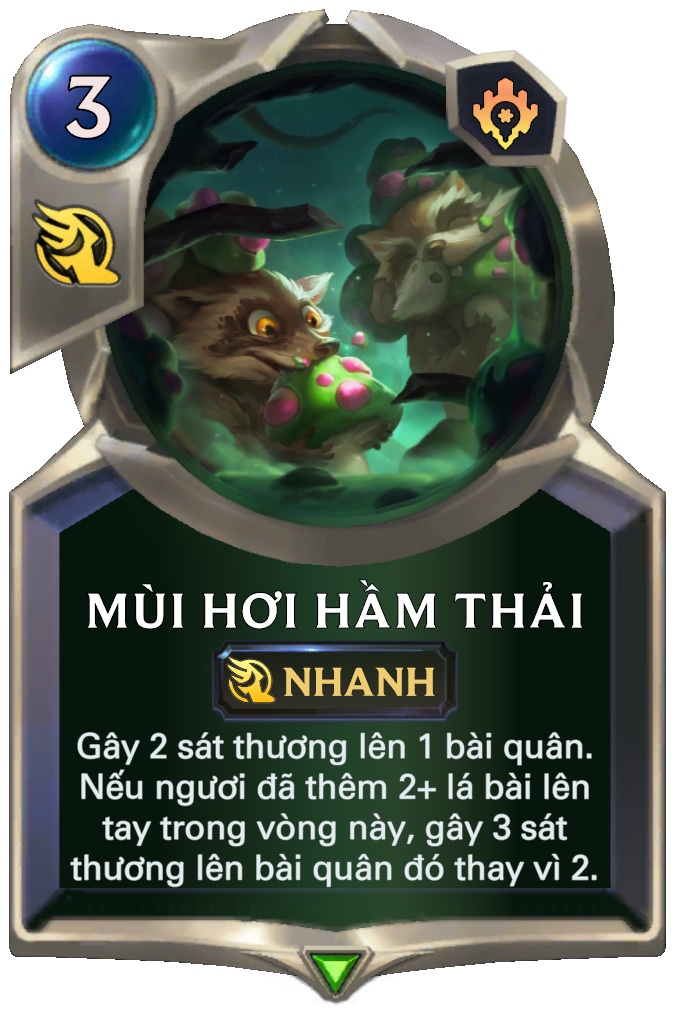 3
MÙI HƠI HẦM THẢI
NHANH
Gây 2 sát thương lên 1 bài quân.
Nếu ngươi đã thêm 2+ lá bài lên
tay trong vòng này, gây 3 sát
thương lên bài quân đó thay vì 2.